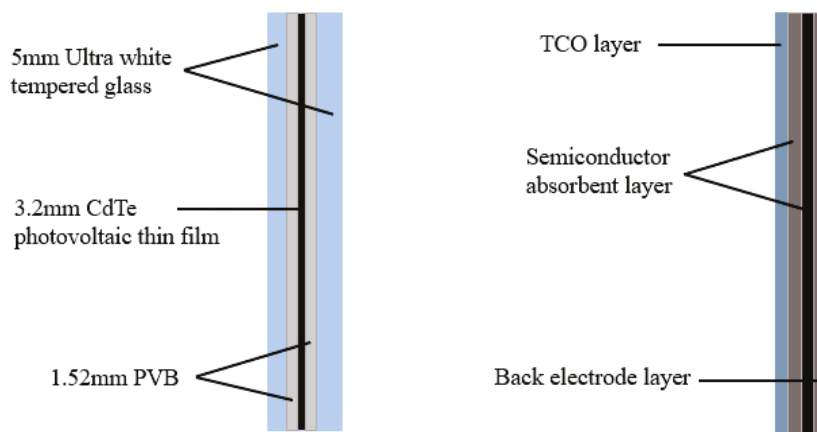 5mm Ultra white
tempered glass
3.2mm CdTe
photovoltaic thin film
1.52mm PVB
TCO layer
Semiconductor
absorbent layer
Back electrode layer